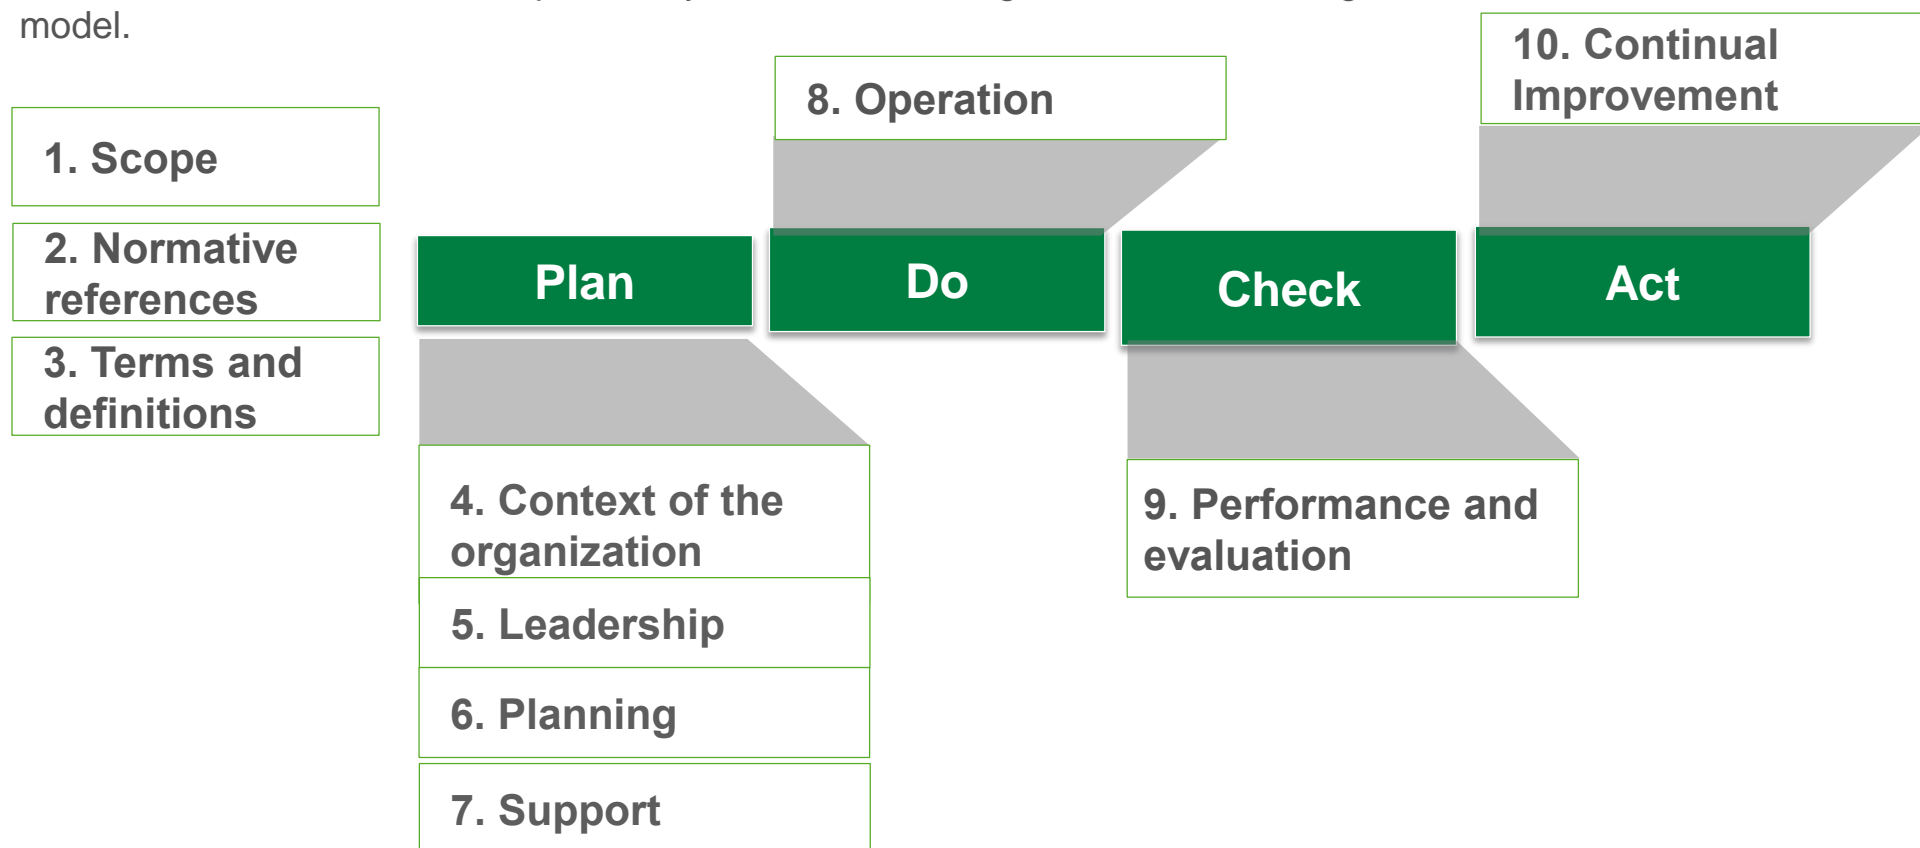 model.
1. Scope
2. Normative
references
3. Terms and
definitions
Plan
4. Context of the
organization
5. Leadership
6. Planning
7. Support
8. Operation
Do
Check
9. Performance and
evaluation
10. Continual
Improvement
Act